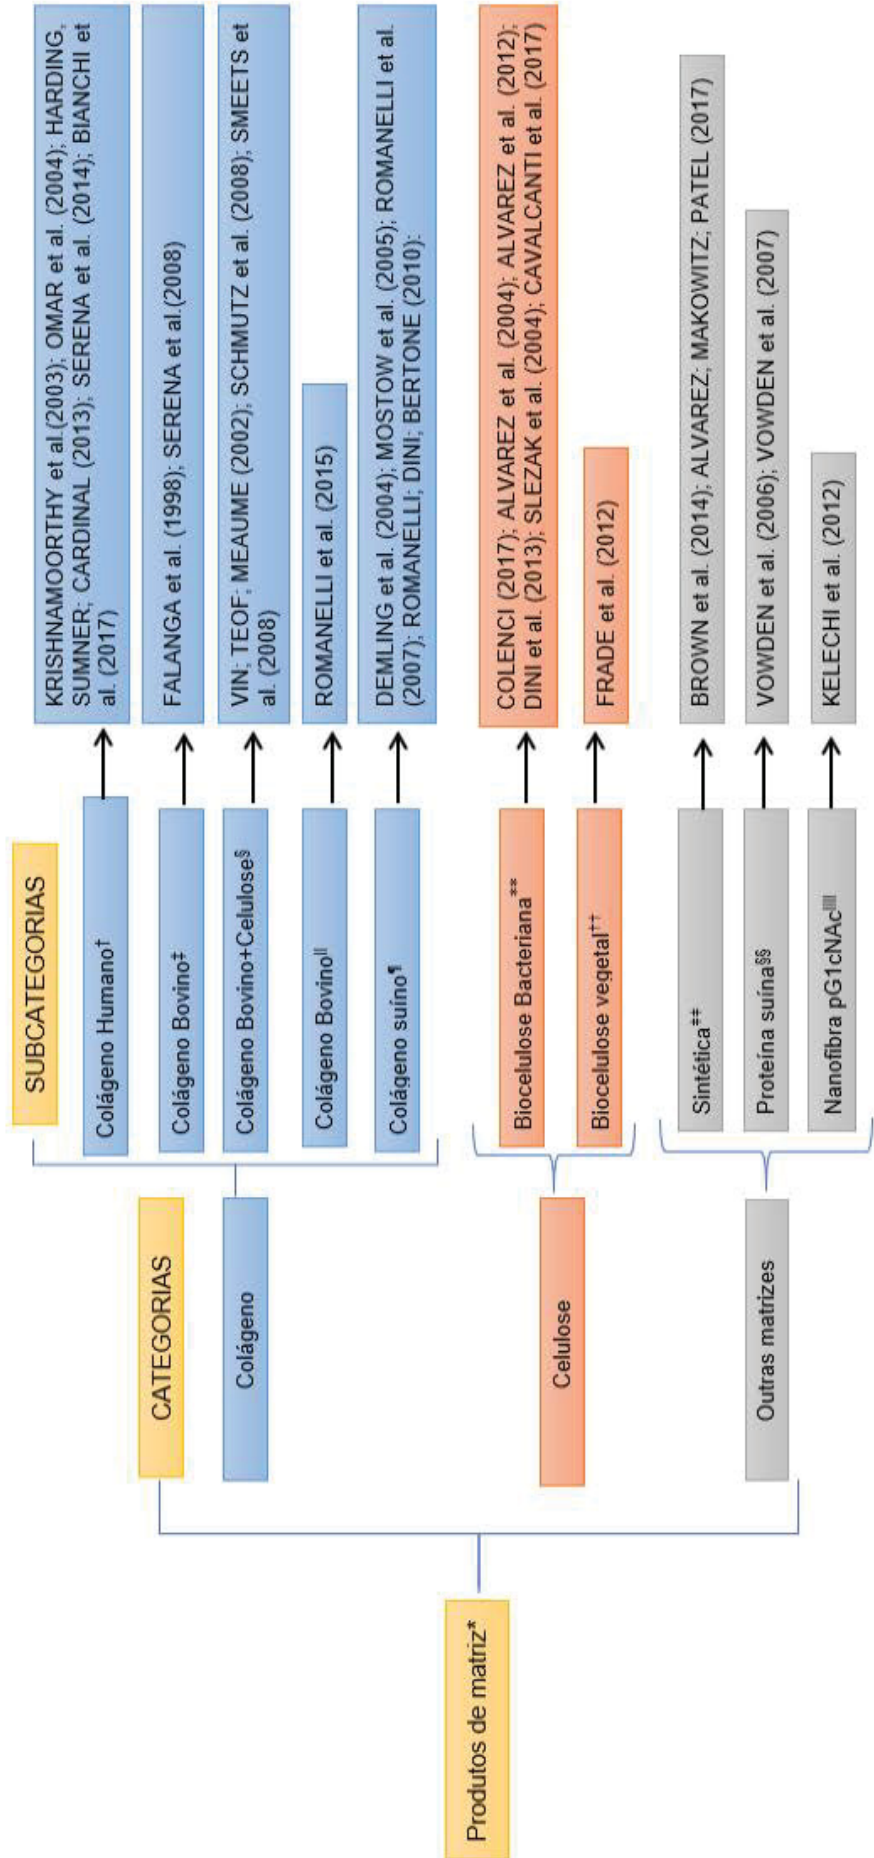 Produtos de matriz*
CATEGORIAS
SUBCATEGORIAS
Colágeno
Colágeno Humano†
KRISHNAMOORTHY et al.(2003); OMAR et al. (2004); HARDING,
SUMNER; CARDINAL (2013); SERENA et al. (2014); BIANCHI et
al. (2017)
Colágeno Bovino‡
FALANGA et al. (1998); SERENA et al.(2008)
Colágeno Bovino+Celulose§
VIN; TEOF; MEAUME (2002); SCHMUTZ et al. (2008); SMEETS et
al. (2008)
Colágeno Bovino||
ROMANELLI et al. (2015)
Colágeno suíno¶
DEMLING et al. (2004); MOSTOW et al. (2005); ROMANELLI et al.
(2007); ROMANELLI; DINI; BERTONE (2010);
Celulose
Biocelulose Bacteriana**
COLENCI (2017); ALVAREZ et al. (2004); ALVAREZ et al. (2012);
DINI et al. (2013); SLEZAK et al. (2004); CAVALCANTI et al. (2017)
Biocelulose vegetal††
FRADE et al. (2012)
Outras matrizes
Sintética‡‡
BROWN et al. (2014); ALVAREZ; MAKOWITZ; PATEL (2017)
Proteína suína§§
VOWDEN et al. (2006); VOWDEN et al. (2007)
Nanofibra pG1cNAc||||
KELECHI et al. (2012)